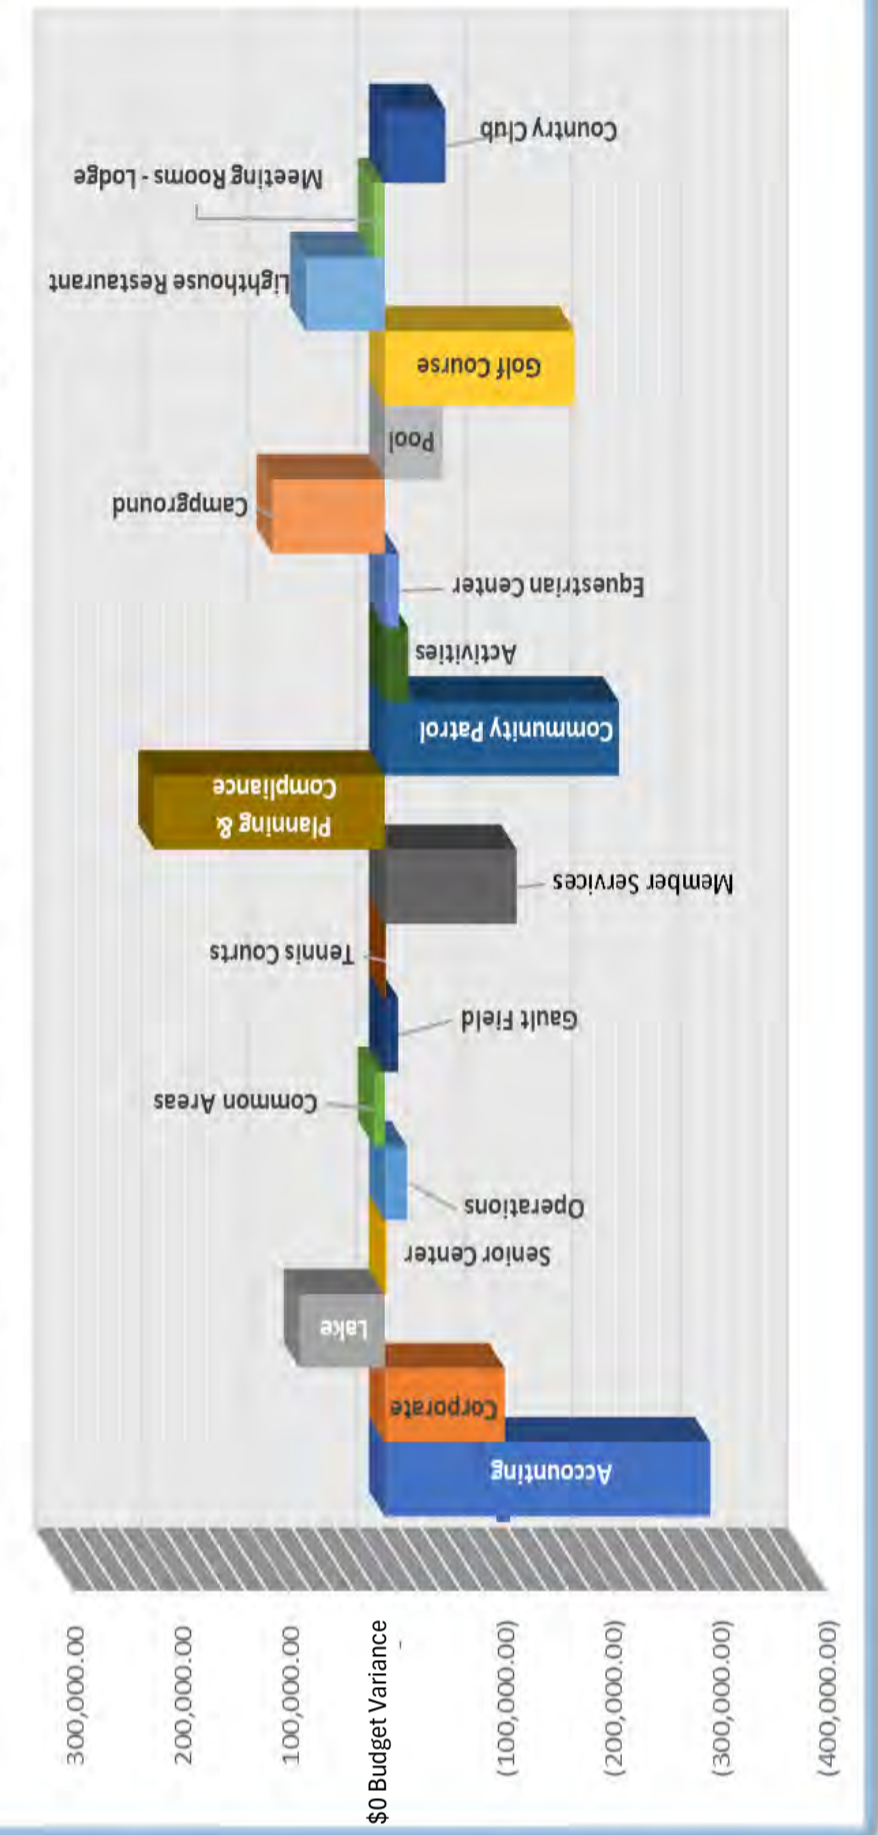 Country Club
Meeting Rooms - Lodge
Lighthouse Restaurant
Golf Course
Pool
Campground
Equestrian Center
Activities
Community Patrol
Planning &
Compliance
Member Services
Tennis Courts
Gault Field
Common Areas
Operations
Senior Center
Lake
Corporate
Accounting
300,000.00
200,000.00
100,000.00
$0 Budget Variance
-
(100,000.00)
(200,000.00)
(300,000.00)
(400,000.00)